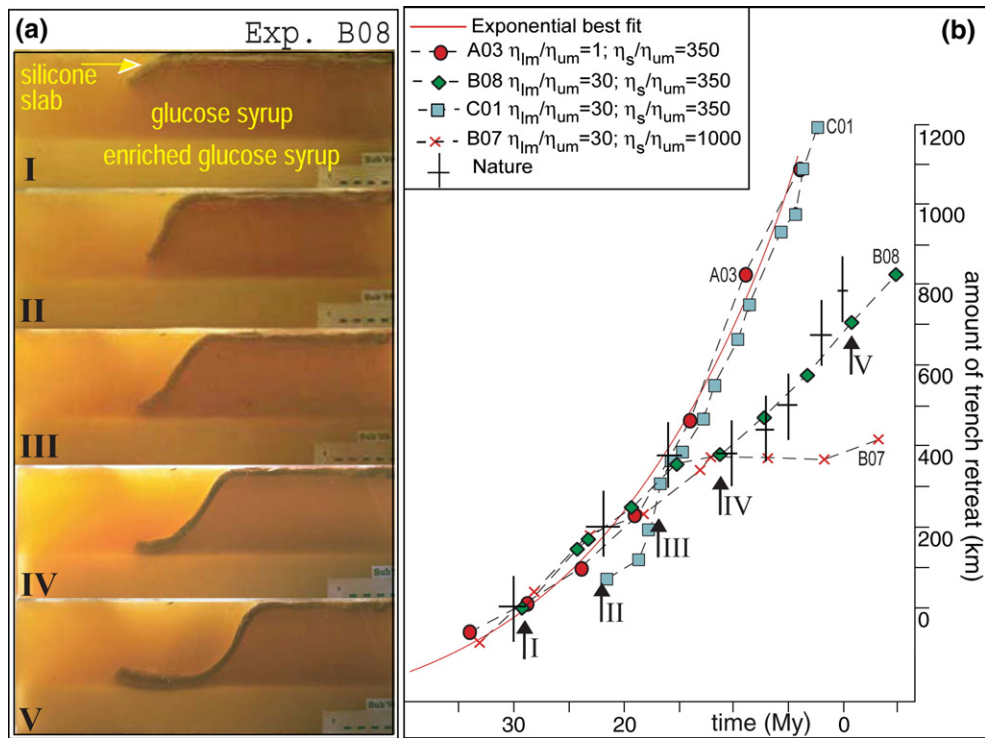 (a) Exp. B08
silicone
slab
glucose syrup
enriched glucose syrup
I
II
III
IV
V
(b)
Exponential best fit
A03 ηlm/ηum=1; ηs/ηum=350
B08 ηlm/ηum=30; ηs/ηum=350
C01 ηlm/ηum=30; ηs/ηum=350
B07 ηlm/ηum=30; ηs/ηum=1000
Nature
C01
A03
B08
B07
I
II
III
IV
V
1200
1000
800
600
400
200
0
amount of trench retreat (km)
30 20 time (My) 0